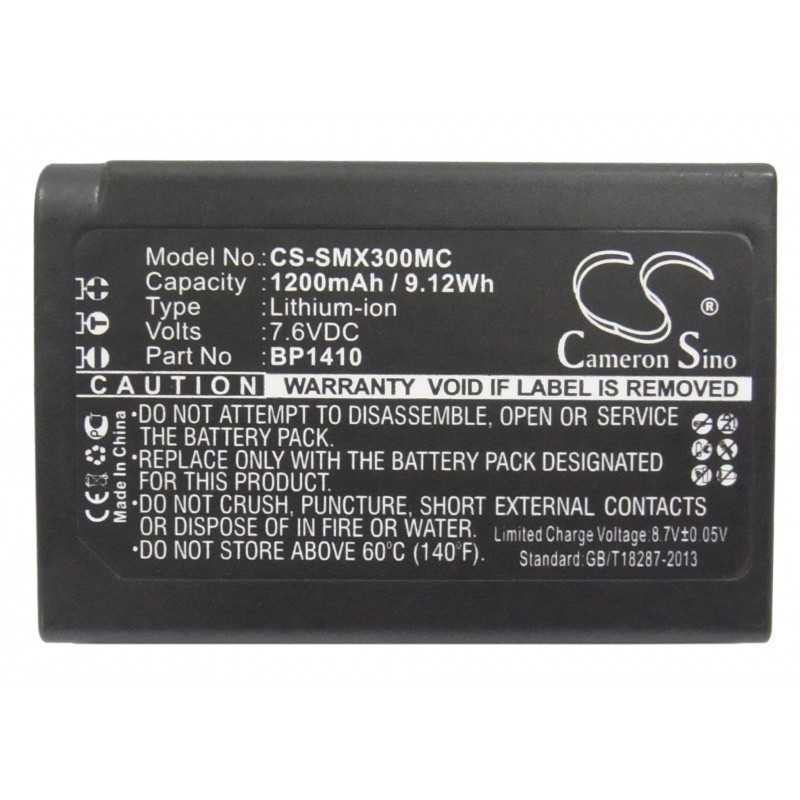 Model No.: CS-SMX300MC
Capacity : 1200mAh / 9.12Wh
Type : Lithium-ion
Volts : 7.6VDC
Part No : BP1410
CS
®
Cameron Sino
CAUTION WARRANTY VOID IF LABEL IS REMOVED
•DO NOT ATTEMPT TO DISASSEMBLE, OPEN OR SERVICE
THE BATTERY PACK.
•REPLACE ONLY WITH THE BATTERY PACK DESIGNATED
FOR THIS PRODUCT.
•DO NOT CRUSH, PUNCTURE, SHORT EXTERNAL CONTACTS
OR DISPOSE OF IN FIRE OR WATER.
•DO NOT STORE ABOVE 60°C (140°F)
Limited Charge Voltage:8.7V±0.05V
Standard:GB/T18287-2013
Made In China
CE